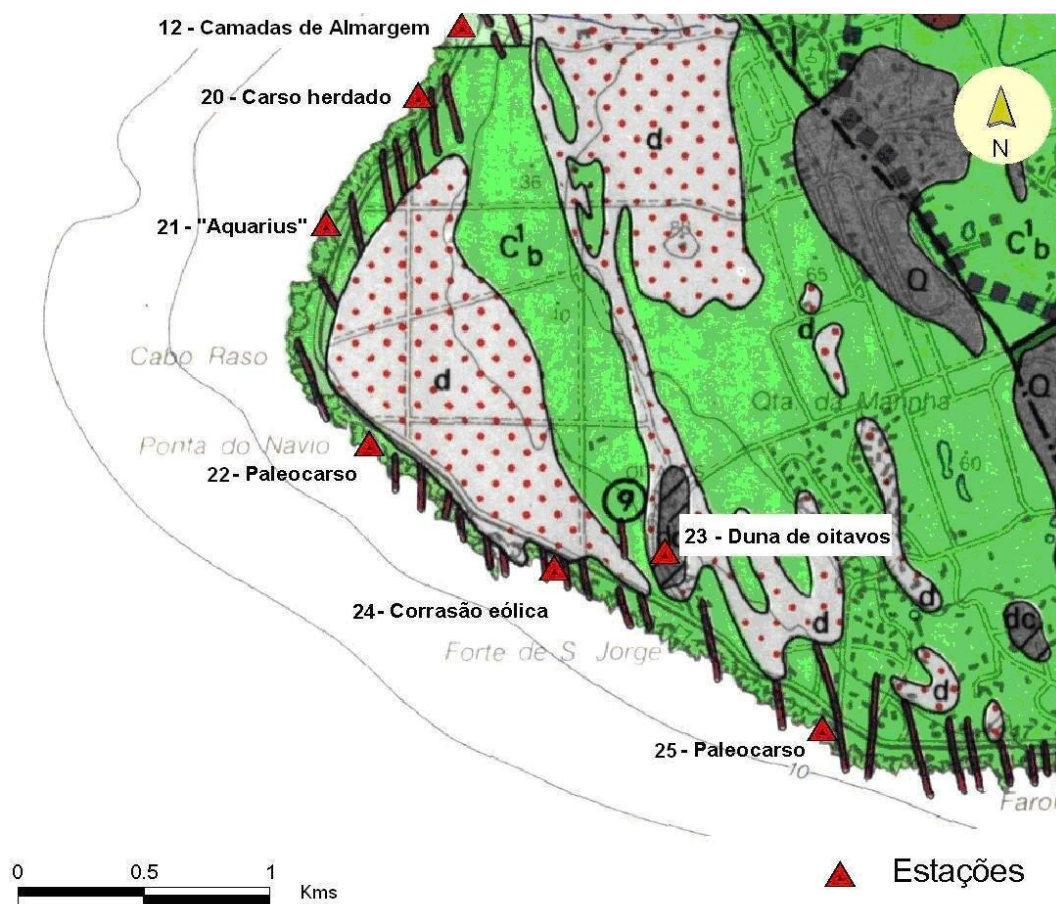 12 - Camadas de Almargem
20 - Carso herdado
N
d
36
21 - "Aquarius"
C¹b
C¹b
65
Q
d
Cabo Raso
d
Qta. da Marinha
Q
Ponta do Navio
60
22 - Paleocarso
9
23 - Duna de oitavos
24 - Corrasão eólica
d
dc
Forte de S. Jorge
d
d
25 - Paleocarso
10
Farol
0 0.5 1
Kms
Estações